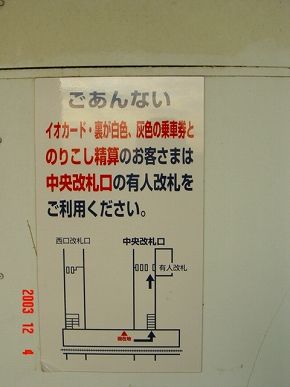 ごあんない
イオカード・裏が白色、灰色の乗車券と
のりこし精算のお客さまは
中央改札口の有人改札を
ご利用ください。
西口改札口
中央改札口
有人改札
現在地
2003 12 4